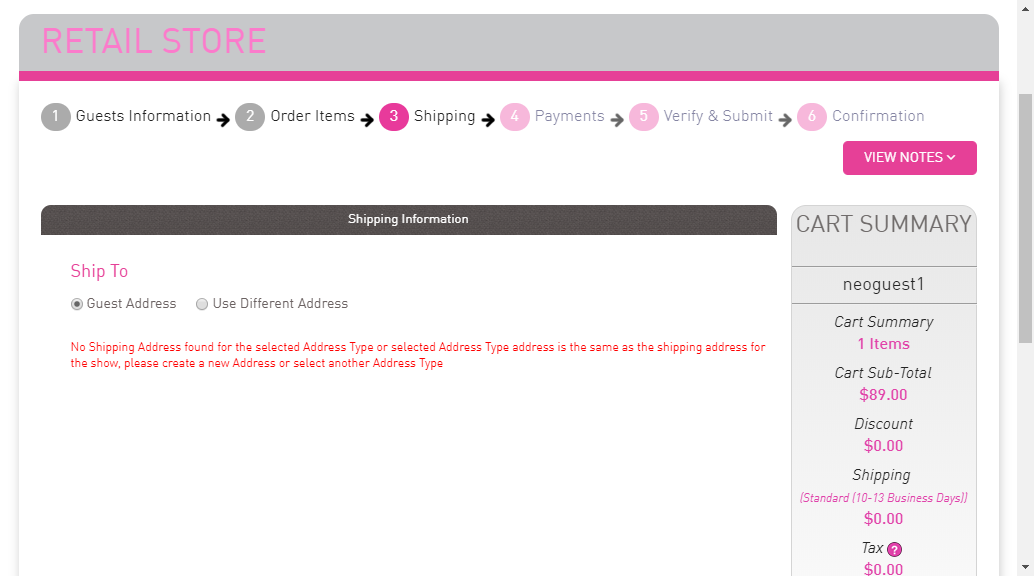 RETAIL STORE
1 Guests Information 2 Order Items 3 Shipping 4 Payments 5 Verify & Submit 6 Confirmation
VIEW NOTES
Shipping Information
Ship To
Guest Address Use Different Address
No Shipping Address found for the selected Address Type or selected Address Type address is the same as the shipping address for
the show, please create a new Address or select another Address Type
CART SUMMARY
neoguest1
Cart Summary
1 Items
Cart Sub-Total
$89.00
Discount
$0.00
Shipping
(Standard (10-13 Business Days))
$0.00
Tax ?
$0.00